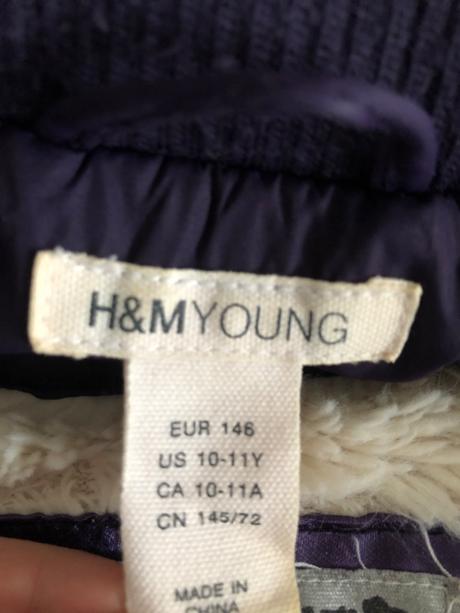 H&MYOUNG
EUR 146
US 10-11Y
CA 10-11A
CN 145/72
MADE IN
CHINA